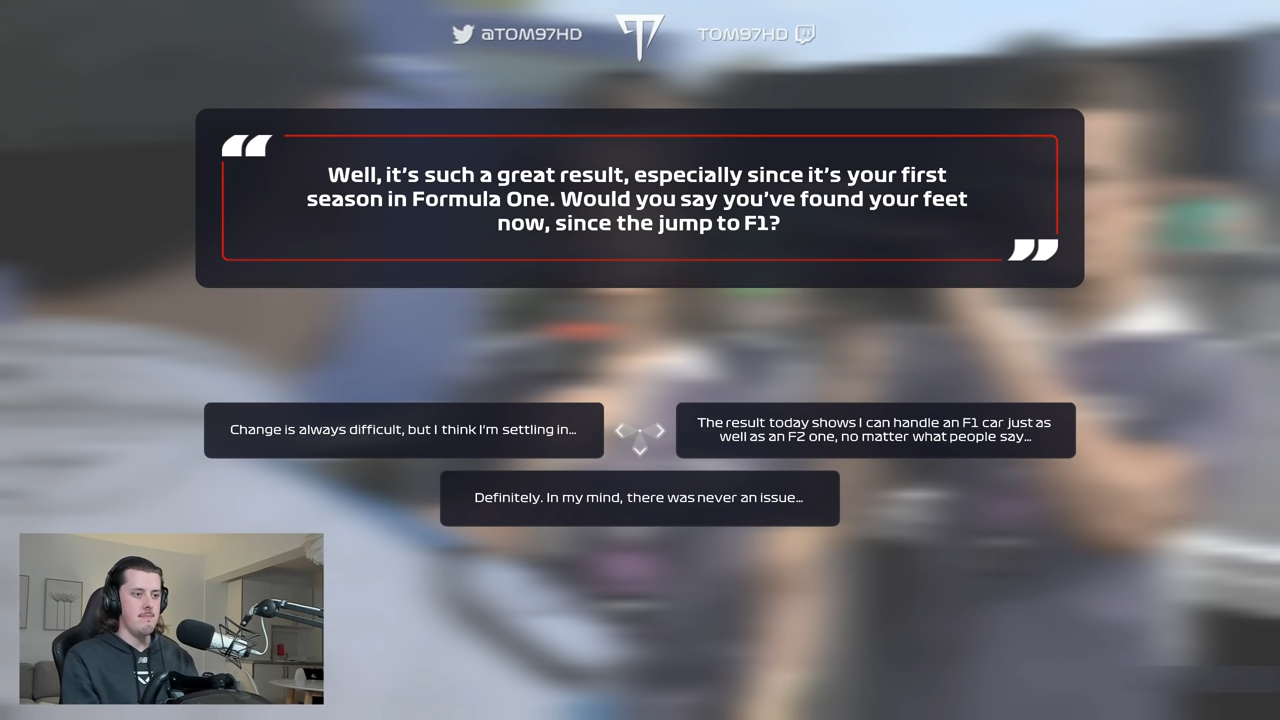 @TOM97HD
TOM97HD
Well, it's such a great result, especially since it's your first
season in Formula One. Would you say you've found your feet
now, since the jump to F1?
Change is always difficult, but I think I'm settling in...
The result today shows I can handle an F1 car just as
well as an F2 one, no matter what people say...
Definitely. In my mind, there was never an issue...